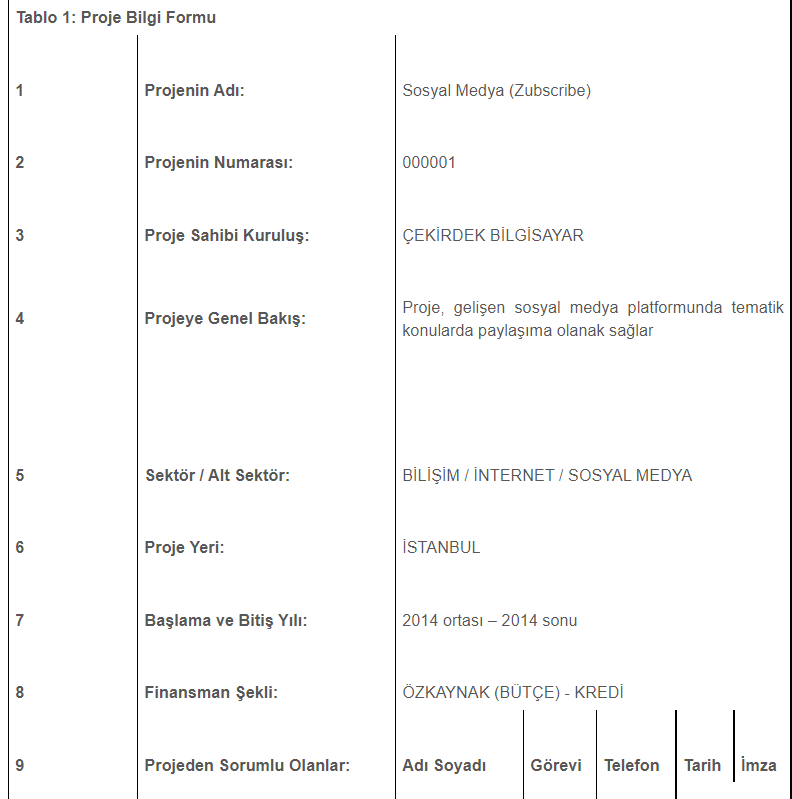 Tablo 1: Proje Bilgi Formu
1 Projenin Adı: Sosyal Medya (Zubscribe)
2 Projenin Numarası: 000001
3 Proje Sahibi Kuruluş: ÇEKİRDEK BİLGİSAYAR
4 Projeye Genel Bakış: Proje, gelişen sosyal medya platformunda tematik
konularda paylaşıma olanak sağlar
5 Sektör / Alt Sektör: BİLİŞİM / İNTERNET / SOSYAL MEDYA
6 Proje Yeri: İSTANBUL
7 Başlama ve Bitiş Yılı: 2014 ortası – 2014 sonu
8 Finansman Şekli: ÖZKAYNAK (BÜTÇE) - KREDİ
9 Projeden Sorumlu Olanlar: Adı Soyadı Görevi Telefon Tarih İmza